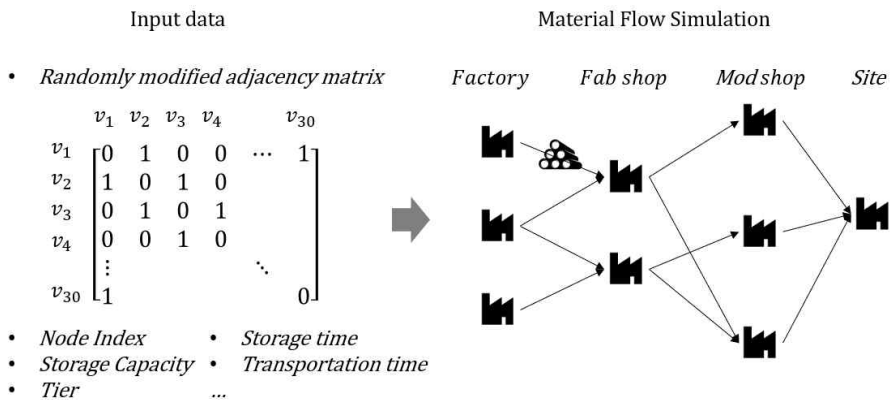 Input data
Material Flow Simulation
• Randomly modified adjacency matrix
v₁ v₂ v₃ v₄ v₃₀
v₁ 0 1 0 0 ⋯ 1
v₂ 1 0 1 0
v₃ 0 1 0 1
v₄ 0 0 1 0
⋮ ⋱
v₃₀ 1 0
• Node Index
• Storage Capacity
• Tier
• Storage time
• Transportation time
...
Factory Fab shop Mod shop Site